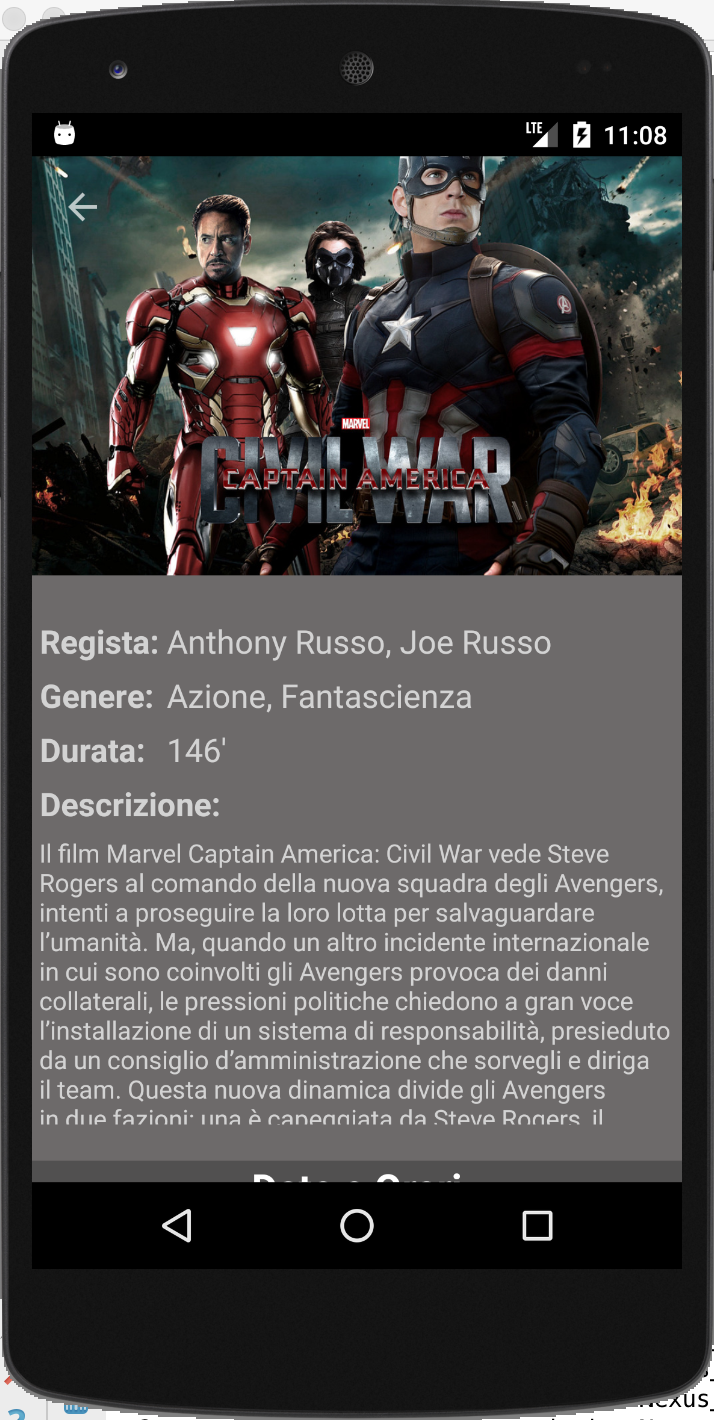 LTE 11:08
MARVEL
CIVIL WAR
CAPTAIN AMERICA
Regista: Anthony Russo, Joe Russo
Genere: Azione, Fantascienza
Durata: 146'
Descrizione:
Il film Marvel Captain America: Civil War vede Steve
Rogers al comando della nuova squadra degli Avengers,
intenti a proseguire la loro lotta per salvaguardare
l’umanità. Ma, quando un altro incidente internazionale
in cui sono coinvolti gli Avengers provoca dei danni
collaterali, le pressioni politiche chiedono a gran voce
l’installazione di un sistema di responsabilità, presieduto
da un consiglio d’amministrazione che sorvegli e diriga
il team. Questa nuova dinamica divide gli Avengers
in due fazioni: una è capeggiata da Steve Rogers, il